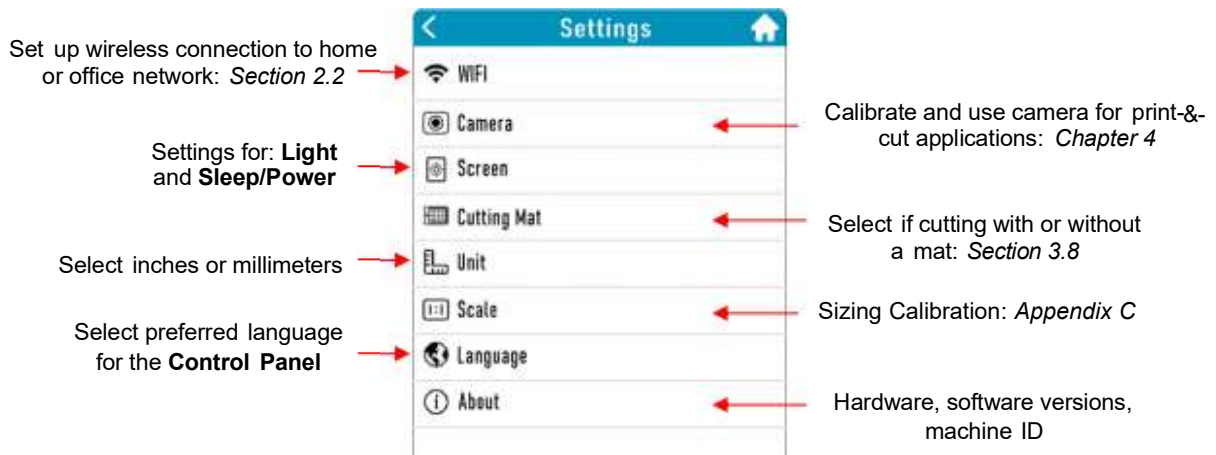 Settings
Set up wireless connection to home
or office network: Section 2.2
WIFI
Camera
Calibrate and use camera for print-&-
cut applications: Chapter 4
Settings for: Light
and Sleep/Power
Screen
Cutting Mat
Select if cutting with or without
a mat: Section 3.8
Select inches or millimeters
Unit
1:1 Scale
Sizing Calibration: Appendix C
Select preferred language
for the Control Panel
Language
i About
Hardware, software versions,
machine ID